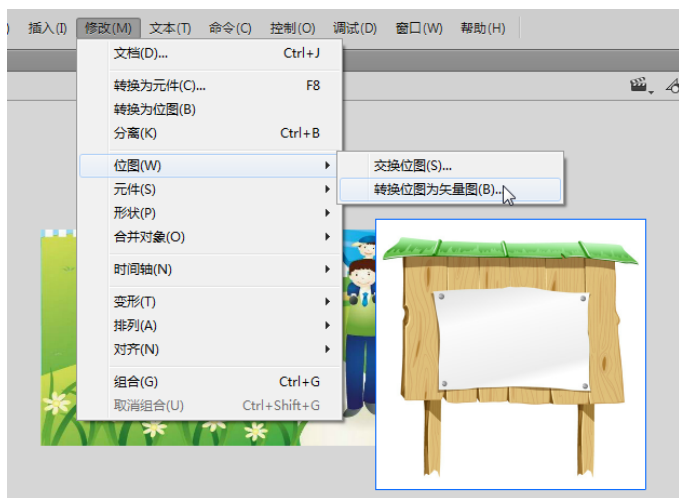 ) 插入(I) 修改(M) 文本(T) 命令(C) 控制(O) 调试(D) 窗口(W) 帮助(H)
文档(D)... Ctrl+J
转换为元件(C)... F8
转换为位图(B)
分离(K) Ctrl+B
位图(W)
交换位图(S)...
转换位图为矢量图(B)...
元件(S)
形状(P)
合并对象(O)
时间轴(N)
变形(T)
排列(A)
对齐(N)
组合(G) Ctrl+G
取消组合(U) Ctrl+Shift+G